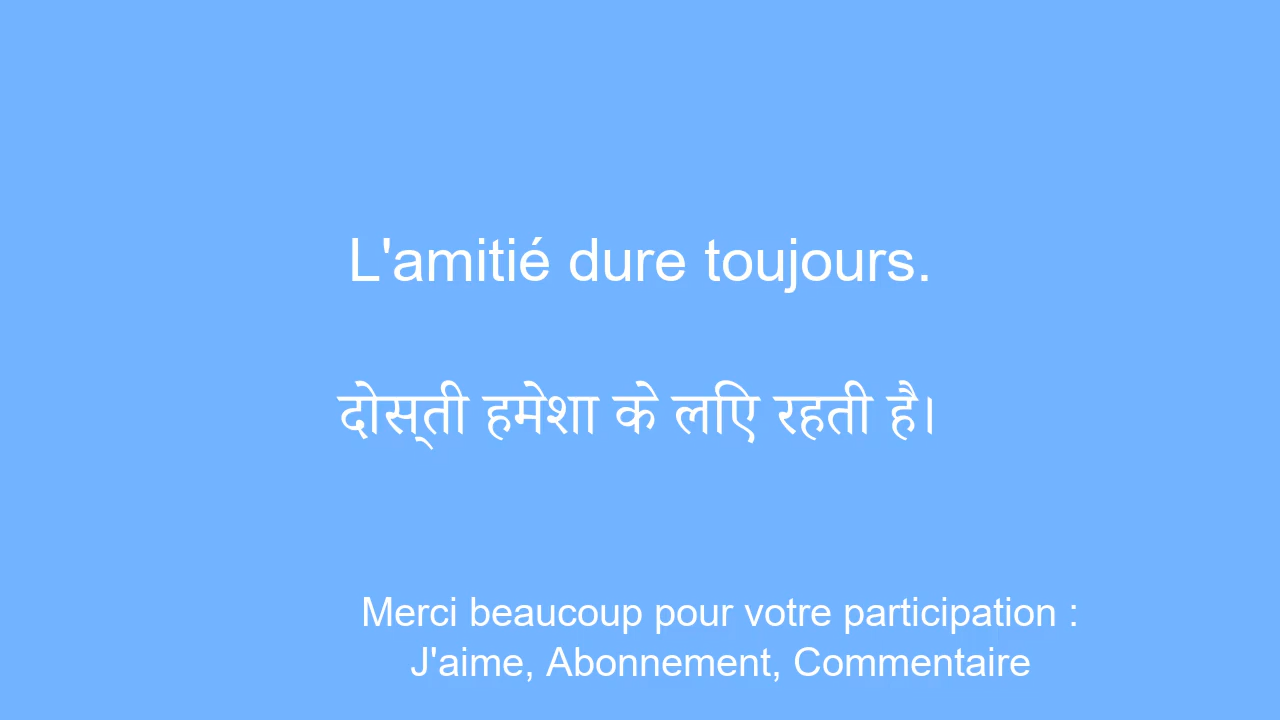 L'amitié dure toujours.
दोस्ती हमेशा के लिए रहती है।
Merci beaucoup pour votre participation :
J'aime, Abonnement, Commentaire